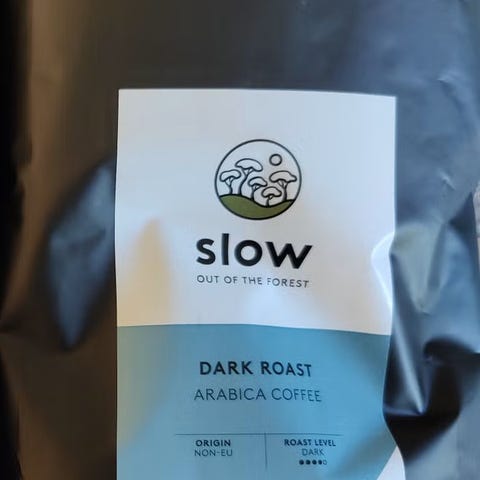 slow
OUT OF THE FOREST
DARK ROAST
ARABICA COFFEE
ORIGIN
NON-EU
ROAST LEVEL
DARK